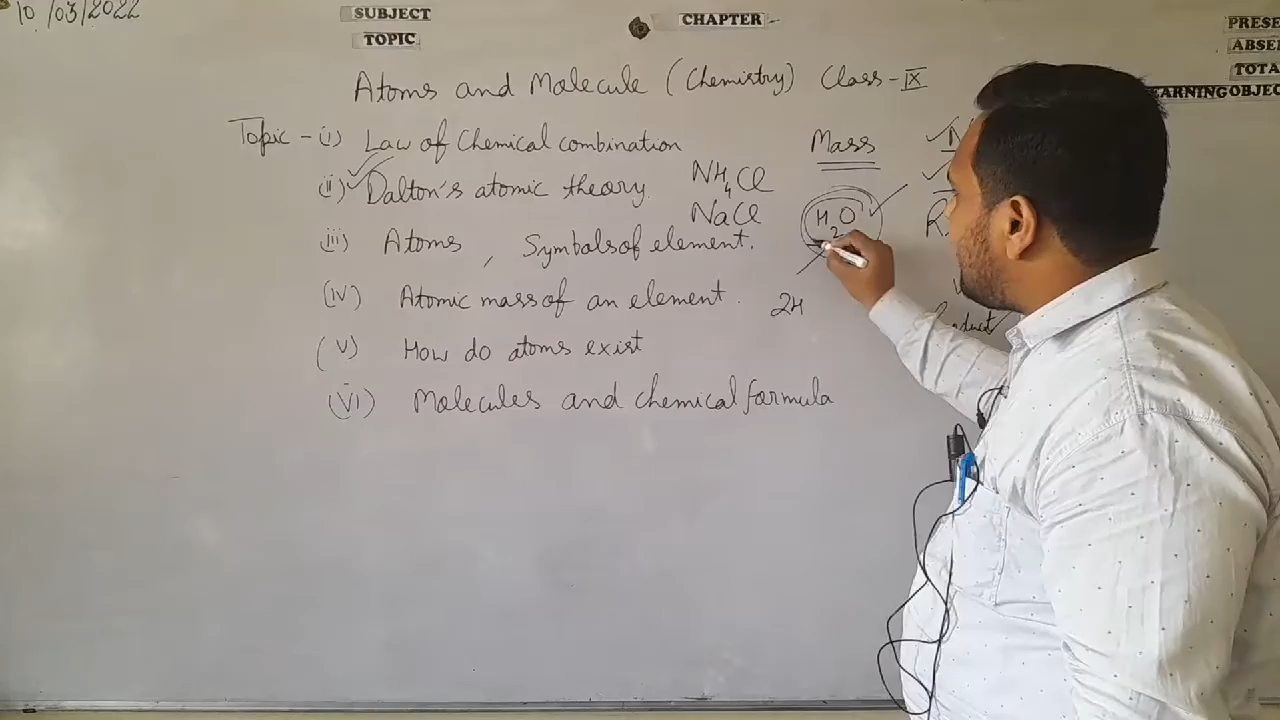 10/03/2022
SUBJECT
CHAPTER
TOPIC
Atoms and Molecule (Chemistry) Class-IX
Topic - (i) Law of Chemical combination
Mass
(ii) Dalton's atomic theory.
NH4Cl
NaCl
H2O
(iii) Atoms, Symbols of element.
(iv) Atomic mass of an element.
2H
(v) How do atoms exist
(vi) Molecules and chemical formula